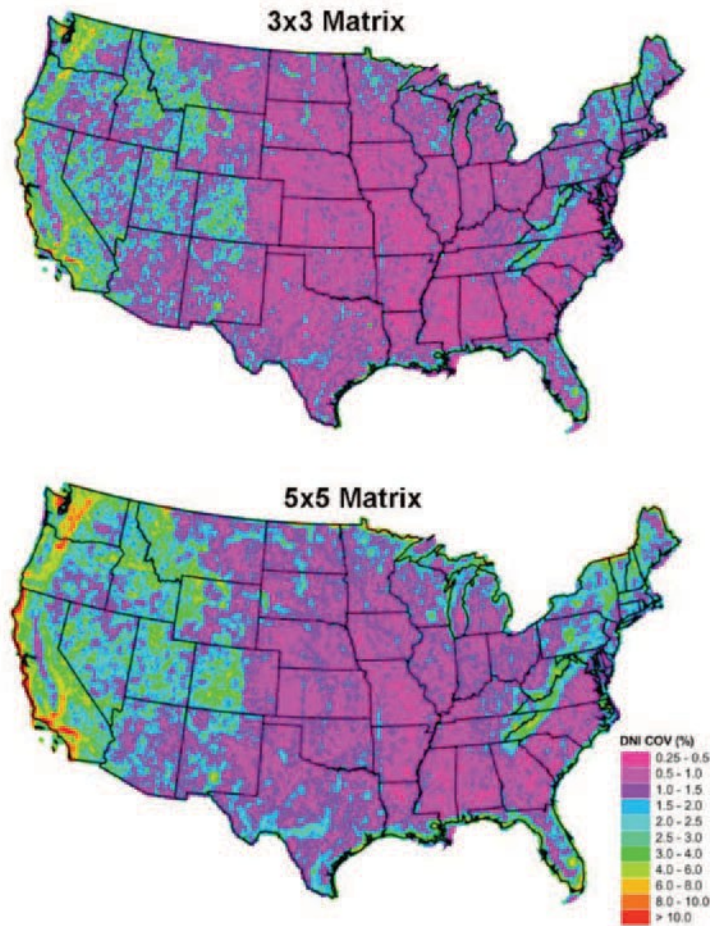 3x3 Matrix
5x5 Matrix
DNI COV (%)
0.25 - 0.5
0.5 - 1.0
1.0 - 1.5
1.5 - 2.0
2.0 - 2.5
2.5 - 3.0
3.0 - 4.0
4.0 - 6.0
6.0 - 8.0
8.0 - 10.0
> 10.0